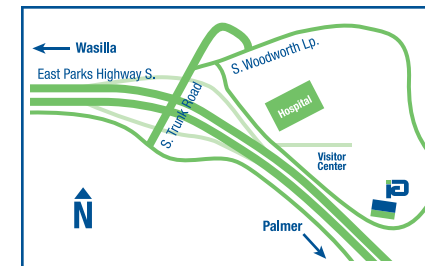 Wasilla
East Parks Highway S.
S. Woodworth Lp.
S. Trunk Road
Hospital
Visitor
Center
N
Palmer